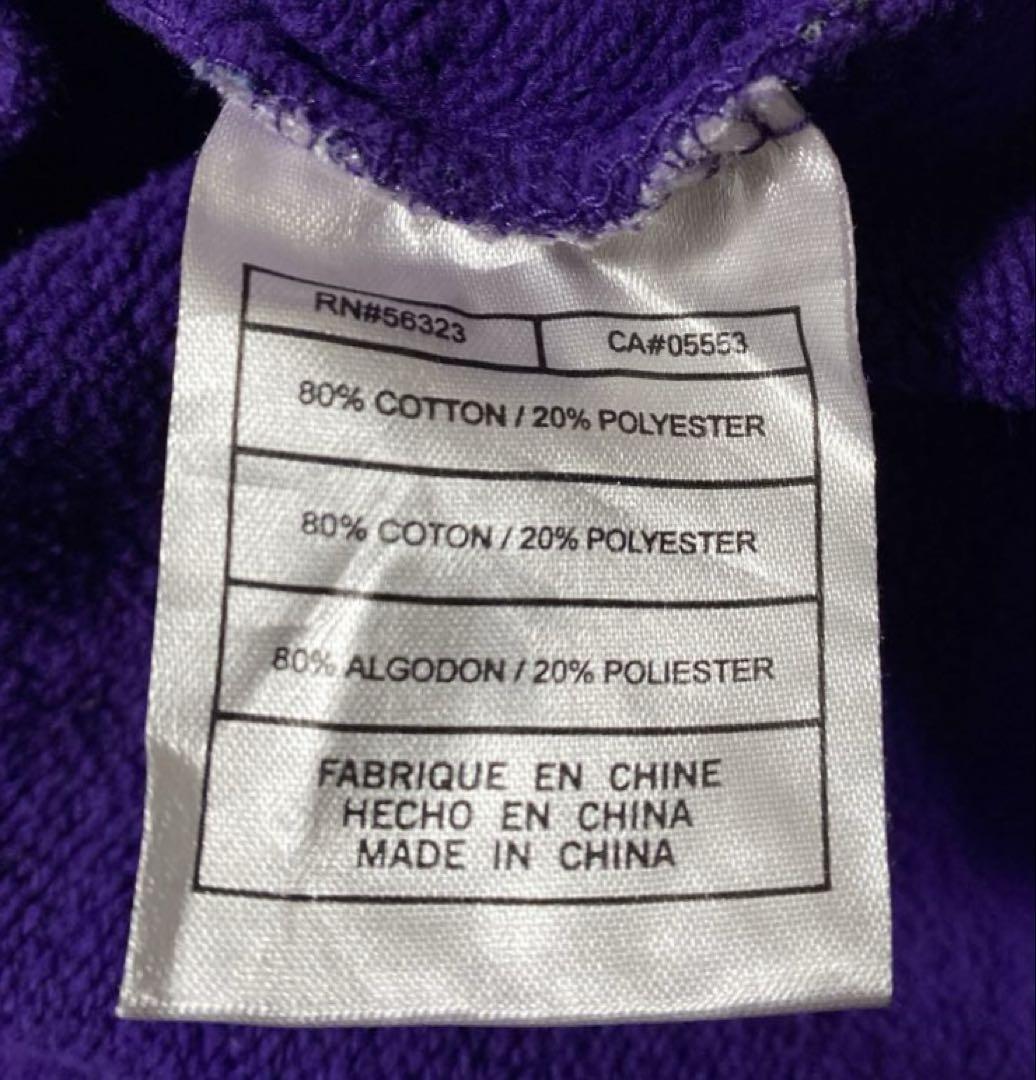 RN#56323 CA#05553
80% COTTON / 20% POLYESTER
80% COTON / 20% POLYESTER
80% ALGODON / 20% POLIESTER
FABRIQUE EN CHINE
HECHO EN CHINA
MADE IN CHINA